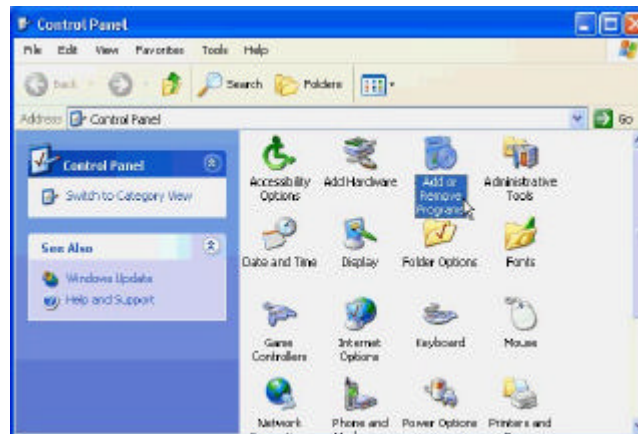 Control Panel
File Edit View Favorites Tools Help
Back Search Folders
Address Control Panel Go
Control Panel
Switch to Category View
See Also
Windows Update
Help and Support
Accessibility Options
Add Hardware
Add or Remove Programs
Administrative Tools
Date and Time
Display
Folder Options
Fonts
Game Controllers
Internet Options
Keyboard
Mouse
Network
Phone and
Power Options
Printers and